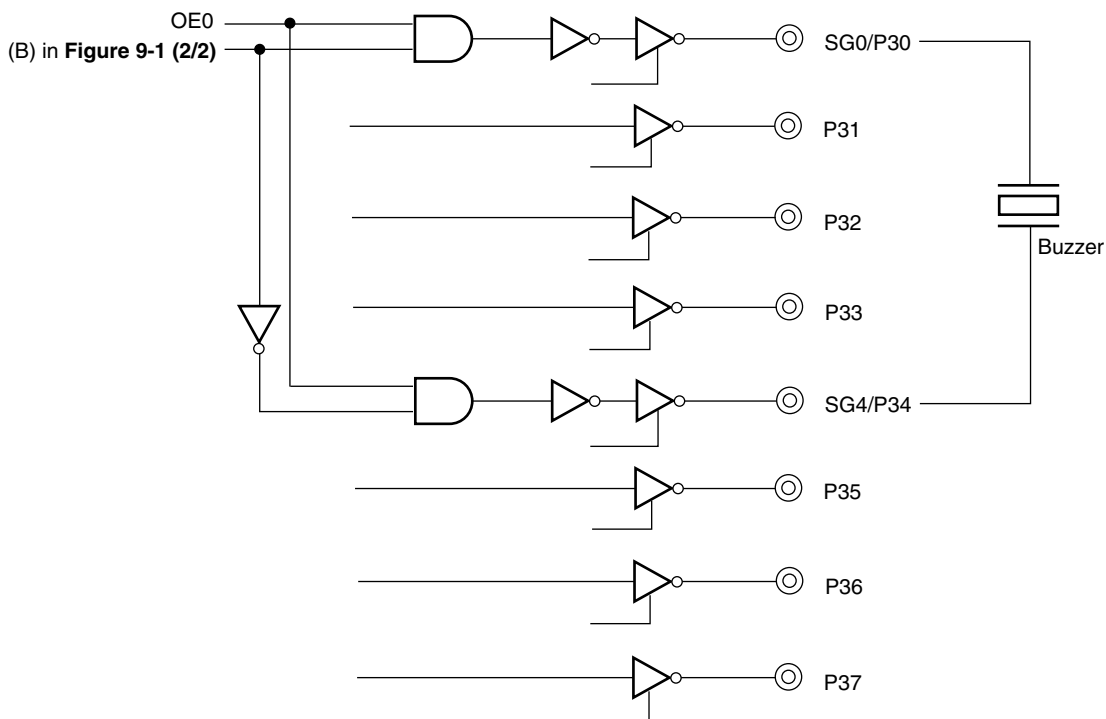 OE0
(B) in Figure 9-1 (2/2)
SG0/P30
P31
P32
Buzzer
P33
SG4/P34
P35
P36
P37